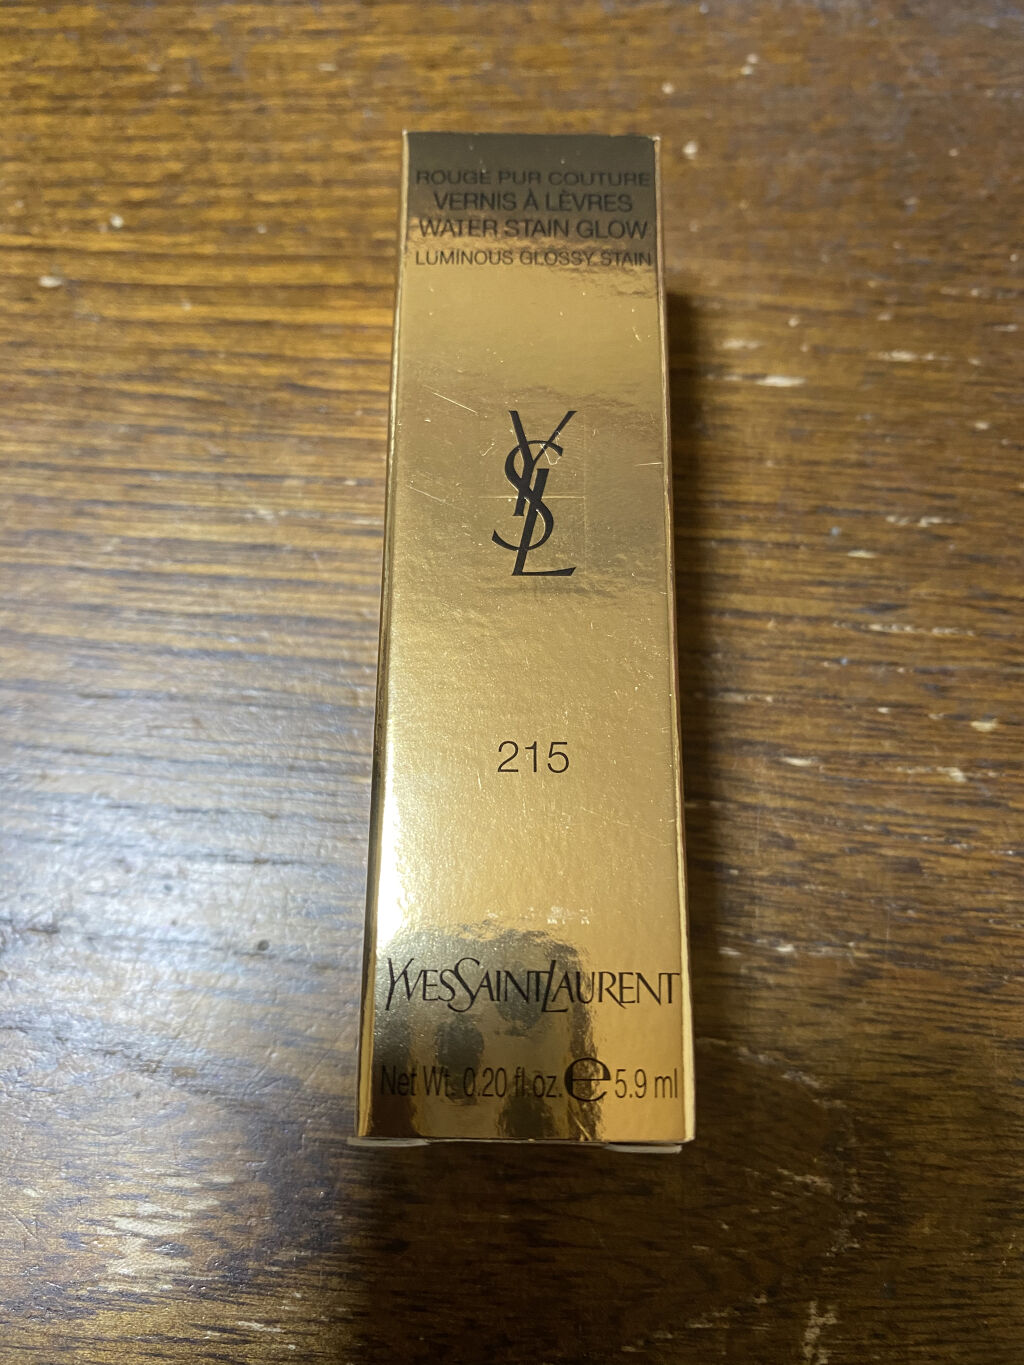 ROUGE PUR COUTURE
VERNIS À LÈVRES
WATER STAIN GLOW
LUMINOUS GLOSSY STAIN
YSL
215
YVESSAINTLAURENT
Net Wt. 0.20 fl.oz. ℮ 5.9 ml